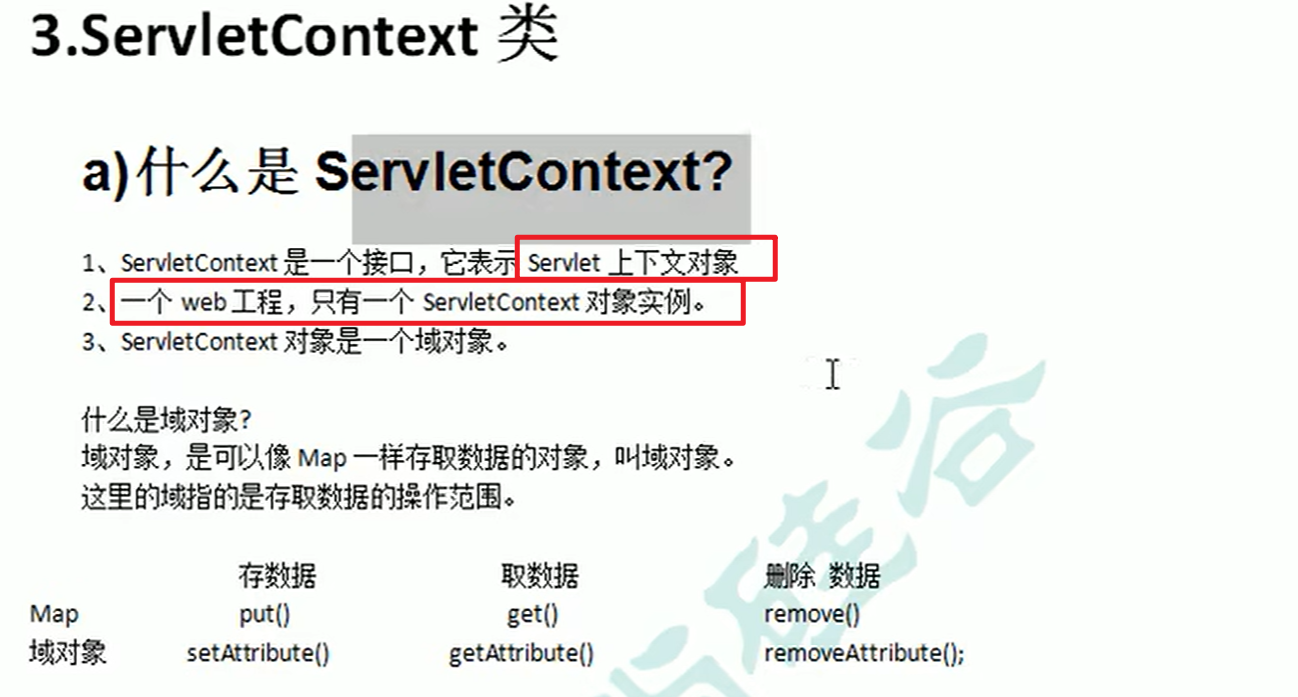 3.ServletContext 类
a)什么是 ServletContext?
1、ServletContext 是一个接口，它表示 Servlet 上下文对象
2、一个 web 工程，只有一个 ServletContext 对象实例。
3、ServletContext 对象是一个域对象。
什么是域对象?
域对象，是可以像 Map 一样存取数据的对象，叫域对象。
这里的域指的是存取数据的操作范围。
存数据 取数据 删除 数据
Map put() get() remove()
域对象 setAttribute() getAttribute() removeAttribute();
硅谷